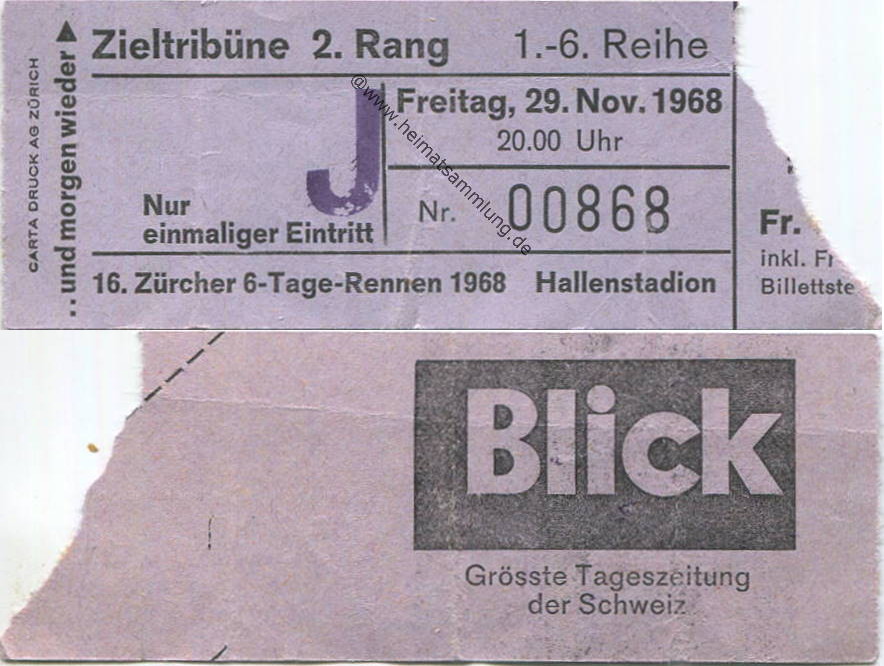 CARTA DRUCK AG ZÜRICH
..und morgen wieder
Zieltribüne 2. Rang 1.-6. Reihe
J
Freitag, 29. Nov. 1968
20.00 Uhr
Nur
einmaliger Eintritt
Nr. 00868
16. Zürcher 6-Tage-Rennen 1968 Hallenstadion
Fr.
inkl.
@www.heimatsammlung.de
Blick
Grösste Tageszeitung
der Schweiz